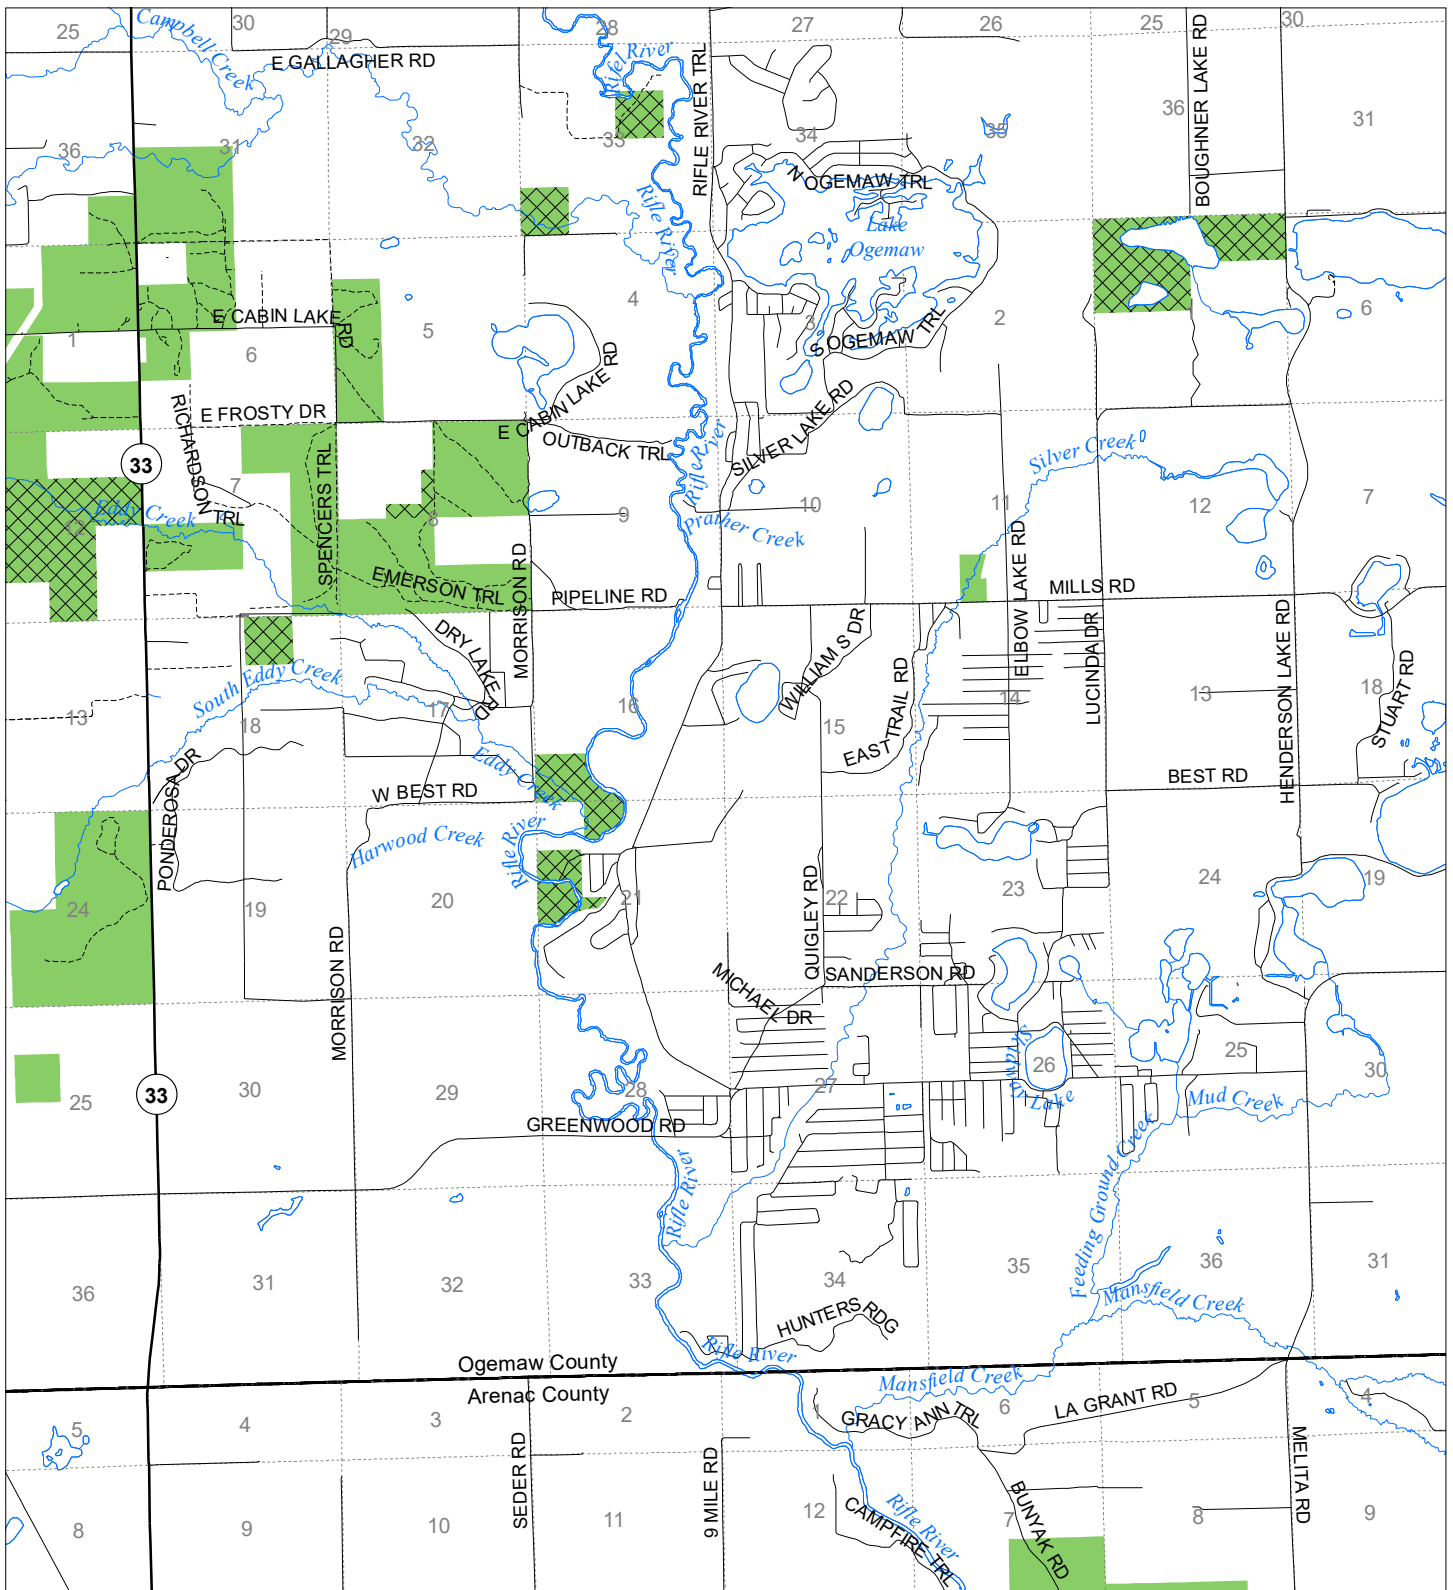 25
30
29
28
27
26
25
30
Campbell Creek
E GALLAGHER RD
Rifel River
RIFLE RIVER TRL
BOUGHNER LAKE RD
36
31
32
33
34
35
36
31
N OGEMAW TRL
Rifle River
Rifle River
Lake
Ogemaw
1
6
5
4
3
2
1
6
E CABIN LAKE RD
S OGEMAW TRL
E CABIN LAKE RD
RICHARDSON TRL
E FROSTY DR
OUTBACK TRL
SILVER LAKE RD
Silver Creek
33
SPENCERS TRL
Rifle River
12
7
8
9
10
11
12
7
Eddy Creek
Prather Creek
EMERSON TRL
MORRISON RD
PIPELINE RD
MILLS RD
ELBOW LAKE RD
LUCINDA DR
HENDERSON LAKE RD
DRY LAKE RD
WILLIAM S DR
EAST TRAIL RD
STUART RD
South Eddy Creek
13
18
17
16
15
14
13
18
PONDEROSA DR
Eddy Creek
W BEST RD
BEST RD
Harwood Creek
Rifle River
24
19
20
21
22
23
24
19
QUIGLEY RD
MORRISON RD
MICHAEL DR
SANDERSON RD
33
25
30
29
28
27
26
25
30
Lake
Mud Creek
GREENWOOD RD
Rifle River
Feeding Ground Creek
36
31
32
33
34
35
36
31
HUNTERS RDG
Mansfield Creek
Rifle River
Ogemaw County
Arenac County
Mansfield Creek
GRACY ANN TRL
LA GRANT RD
5
4
3
2
1
6
5
4
SEDER RD
9 MILE RD
BUNYAK RD
MELITA RD
8
9
10
11
12
7
8
9
CAMPFIRE TRL
Rifle River